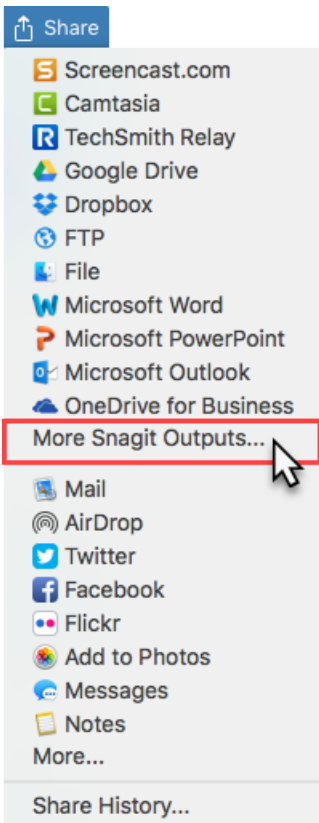 Share
Screencast.com
Camtasia
TechSmith Relay
Google Drive
Dropbox
FTP
File
Microsoft Word
Microsoft PowerPoint
Microsoft Outlook
OneDrive for Business
More Snagit Outputs...
Mail
AirDrop
Twitter
Facebook
Flickr
Add to Photos
Messages
Notes
More...
Share History...